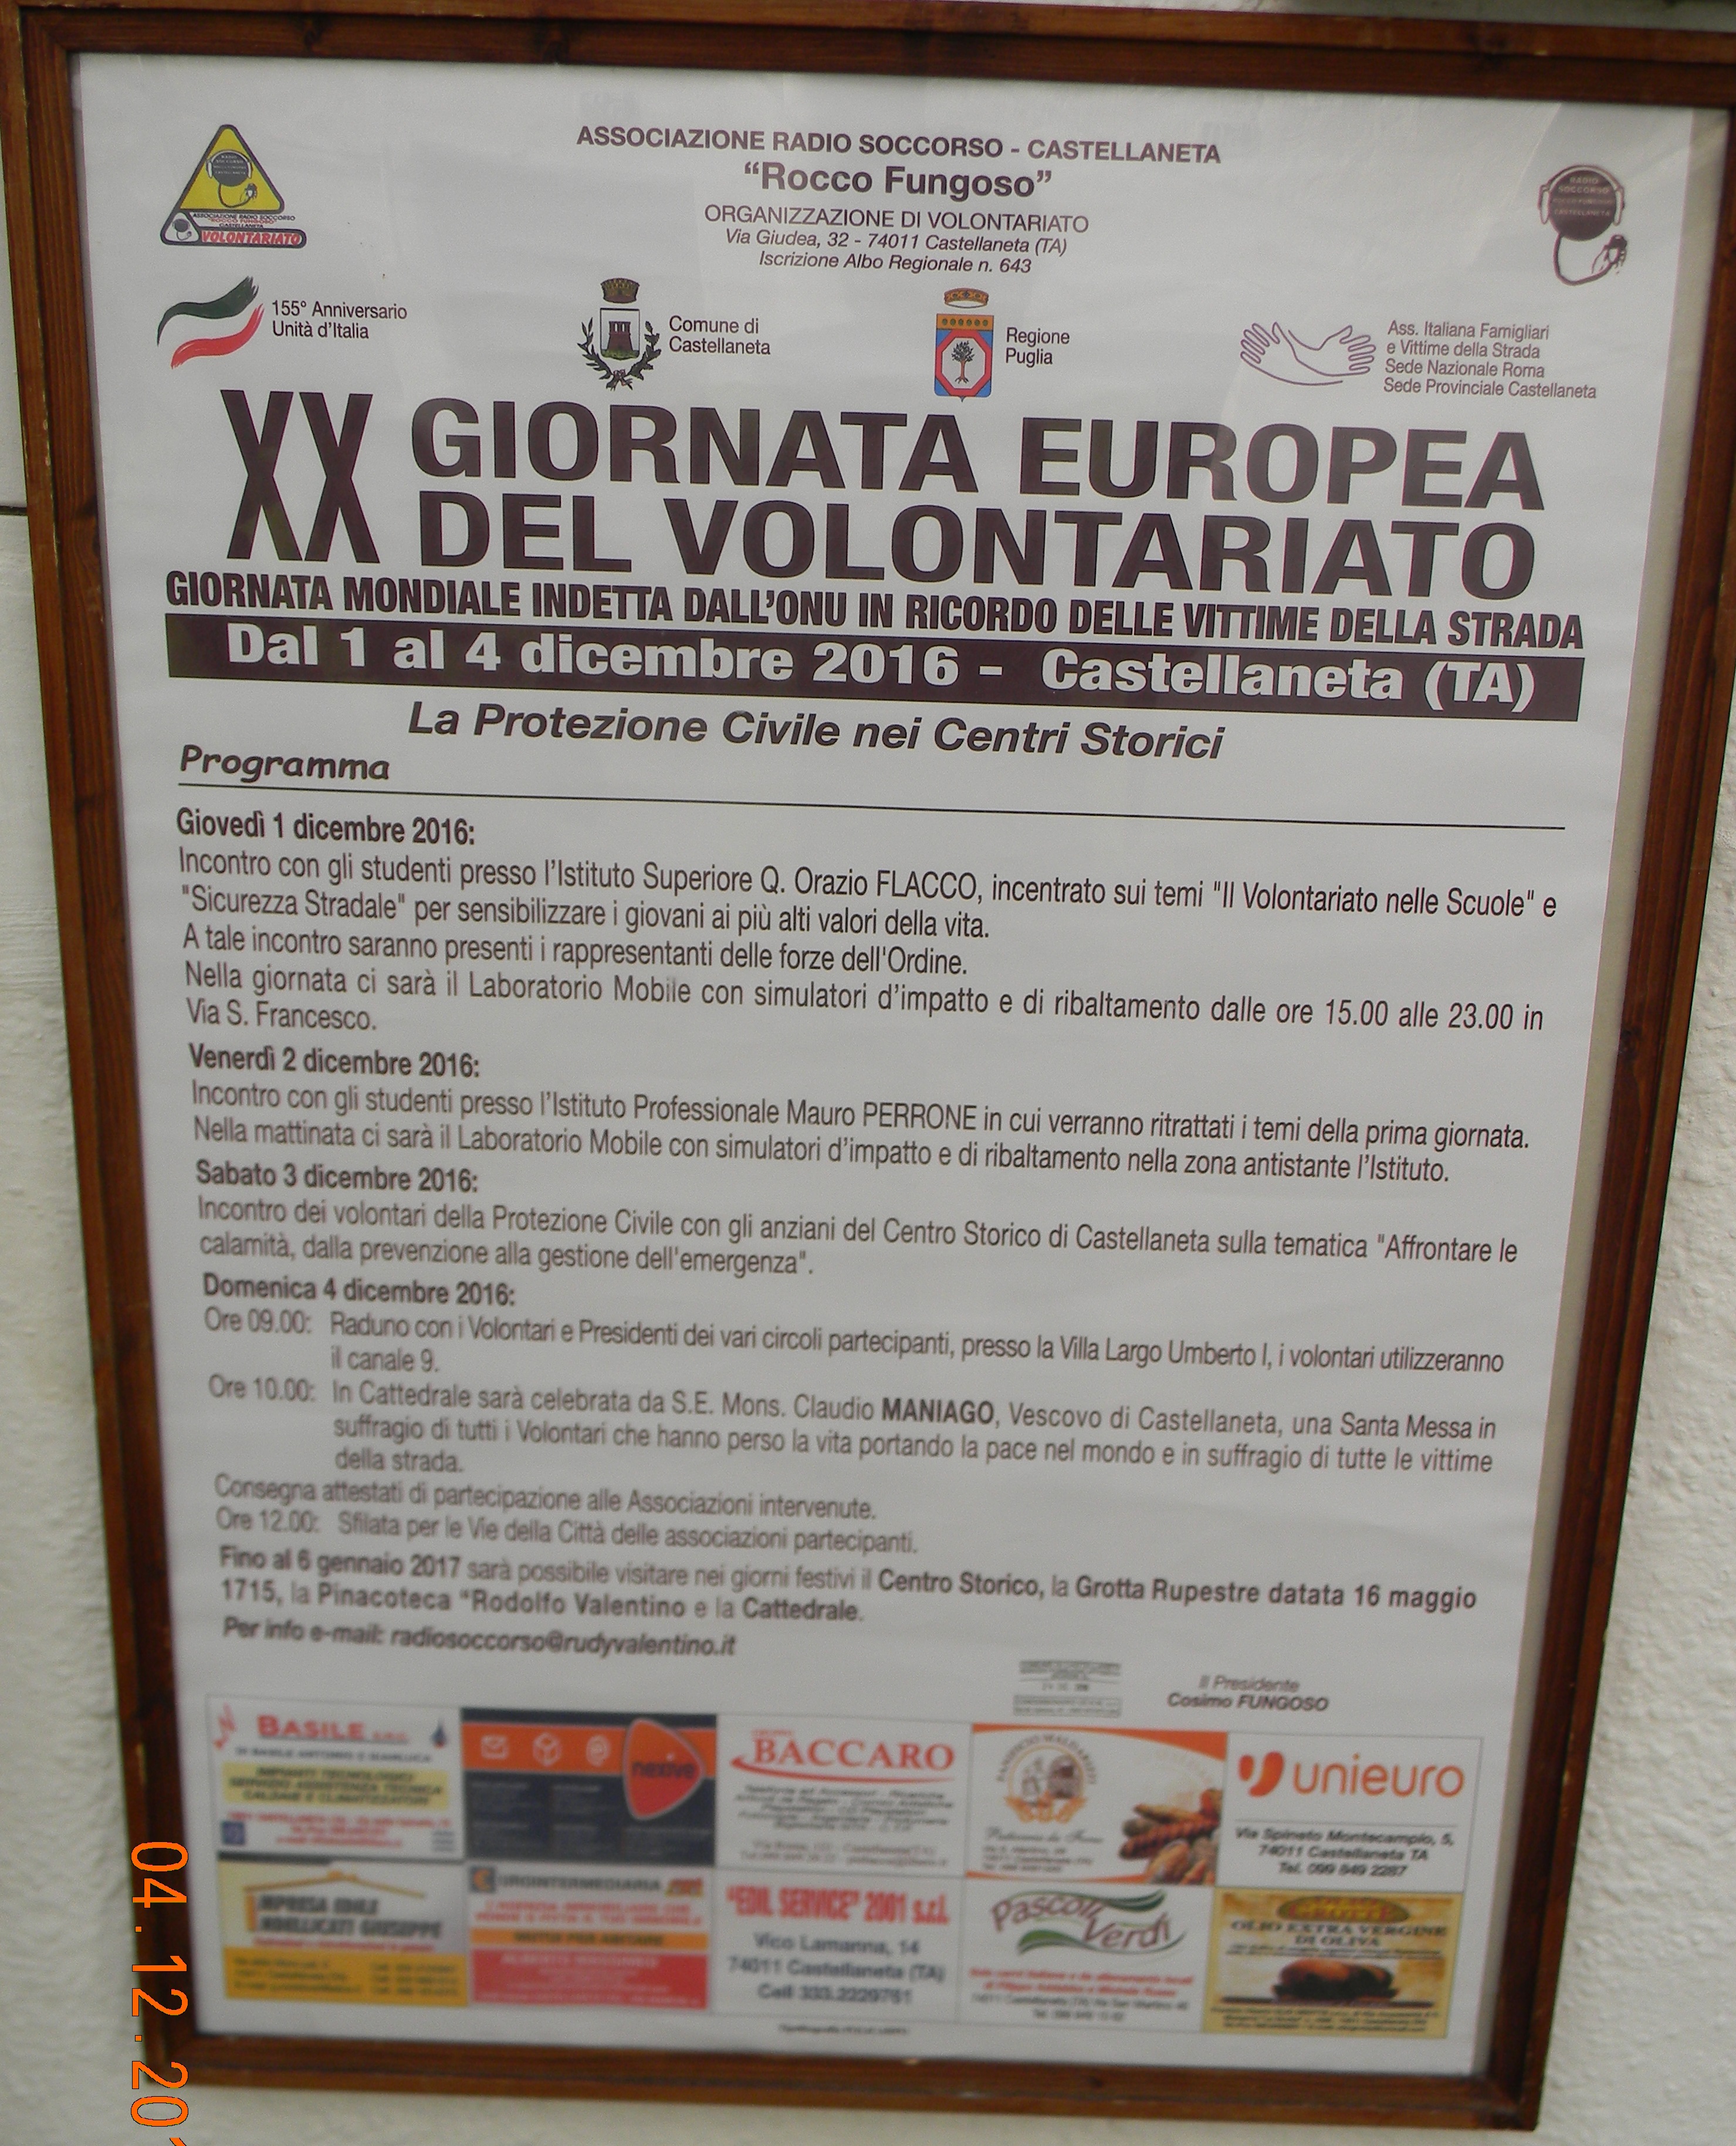 ASSOCIAZIONE RADIO SOCCORSO - CASTELLANETA
“Rocco Fungoso”
ORGANIZZAZIONE DI VOLONTARIATO
Via Giudea, 32 - 74011 Castellaneta (TA)
Iscrizione Albo Regionale n. 643
RADIO
SOCCORSO
ROCCO FUNGOSO
CASTELLANETA
ASSOCIAZIONE RADIO SOCCORSO
"ROCCO FUNGOSO"
CASTELLANETA
VOLONTARIATO
155° Anniversario
Unità d’Italia
Comune di
Castellaneta
Regione
Puglia
Ass. Italiana Famigliari
e Vittime della Strada
Sede Nazionale Roma
Sede Provinciale Castellaneta
XX GIORNATA EUROPEA
DEL VOLONTARIATO
GIORNATA MONDIALE INDETTA DALL’ONU IN RICORDO DELLE VITTIME DELLA STRADA
Dal 1 al 4 dicembre 2016 - Castellaneta (TA)
La Protezione Civile nei Centri Storici
Programma
Giovedì 1 dicembre 2016:
Incontro con gli studenti presso l’Istituto Superiore Q. Orazio FLACCO, incentrato sui temi "Il Volontariato nelle Scuole" e
"Sicurezza Stradale" per sensibilizzare i giovani ai più alti valori della vita.
A tale incontro saranno presenti i rappresentanti delle forze dell'Ordine.
Nella giornata ci sarà il Laboratorio Mobile con simulatori d’impatto e di ribaltamento dalle ore 15.00 alle 23.00 in
Via S. Francesco.
Venerdì 2 dicembre 2016:
Incontro con gli studenti presso l’Istituto Professionale Mauro PERRONE in cui verranno ritrattati i temi della prima giornata.
Nella mattinata ci sarà il Laboratorio Mobile con simulatori d’impatto e di ribaltamento nella zona antistante l’Istituto.
Sabato 3 dicembre 2016:
Incontro dei volontari della Protezione Civile con gli anziani del Centro Storico di Castellaneta sulla tematica "Affrontare le
calamità, dalla prevenzione alla gestione dell'emergenza".
Domenica 4 dicembre 2016:
Ore 09.00: Raduno con i Volontari e Presidenti dei vari circoli partecipanti, presso la Villa Largo Umberto I, i volontari utilizzeranno
il canale 9.
Ore 10.00: In Cattedrale sarà celebrata da S.E. Mons. Claudio MANIAGO, Vescovo di Castellaneta, una Santa Messa in
suffragio di tutti i Volontari che hanno perso la vita portando la pace nel mondo e in suffragio di tutte le vittime
della strada.
Consegna attestati di partecipazione alle Associazioni intervenute.
Ore 12.00: Sfilata per le Vie della Città delle associazioni partecipanti.
Fino al 6 gennaio 2017 sarà possibile visitare nei giorni festivi il Centro Storico, la Grotta Rupestre datata 16 maggio
1715, la Pinacoteca “Rodolfo Valentino e la Cattedrale.
Per info e-mail: radiosoccorso@rudyvalentino.it
Il Presidente
Cosimo FUNGOSO
BASILE
nexive
BACCARO
unieuro
Via Spineto Montecamplo, 5,
74011 Castellaneta TA
Tel. 099 849 2287
IMPRESA EDILE
GIUSEPPE
EUROINTERMEDIARIA
"EDIL SERVICE" 2001 s.r.l.
Vico Lamanna, 14
74011 Castellaneta (TA)
Cell 333.2229761
Pascoli Verdi
OLIO EXTRA VERGINE
DI OLIVA
04.12.20